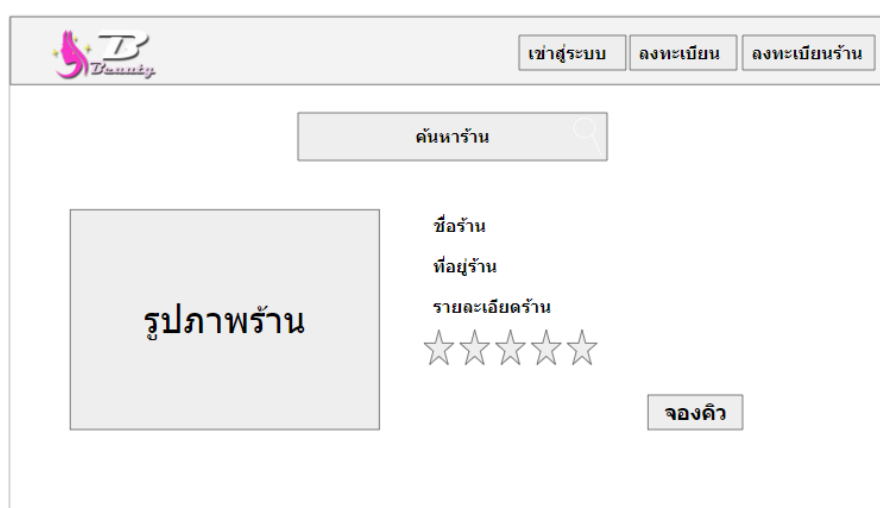 B
Beauty
เข้าสู่ระบบ ลงทะเบียน ลงทะเบียนร้าน
ค้นหาร้าน
รูปภาพร้าน
ชื่อร้าน
ที่อยู่ร้าน
รายละเอียดร้าน
จองคิว